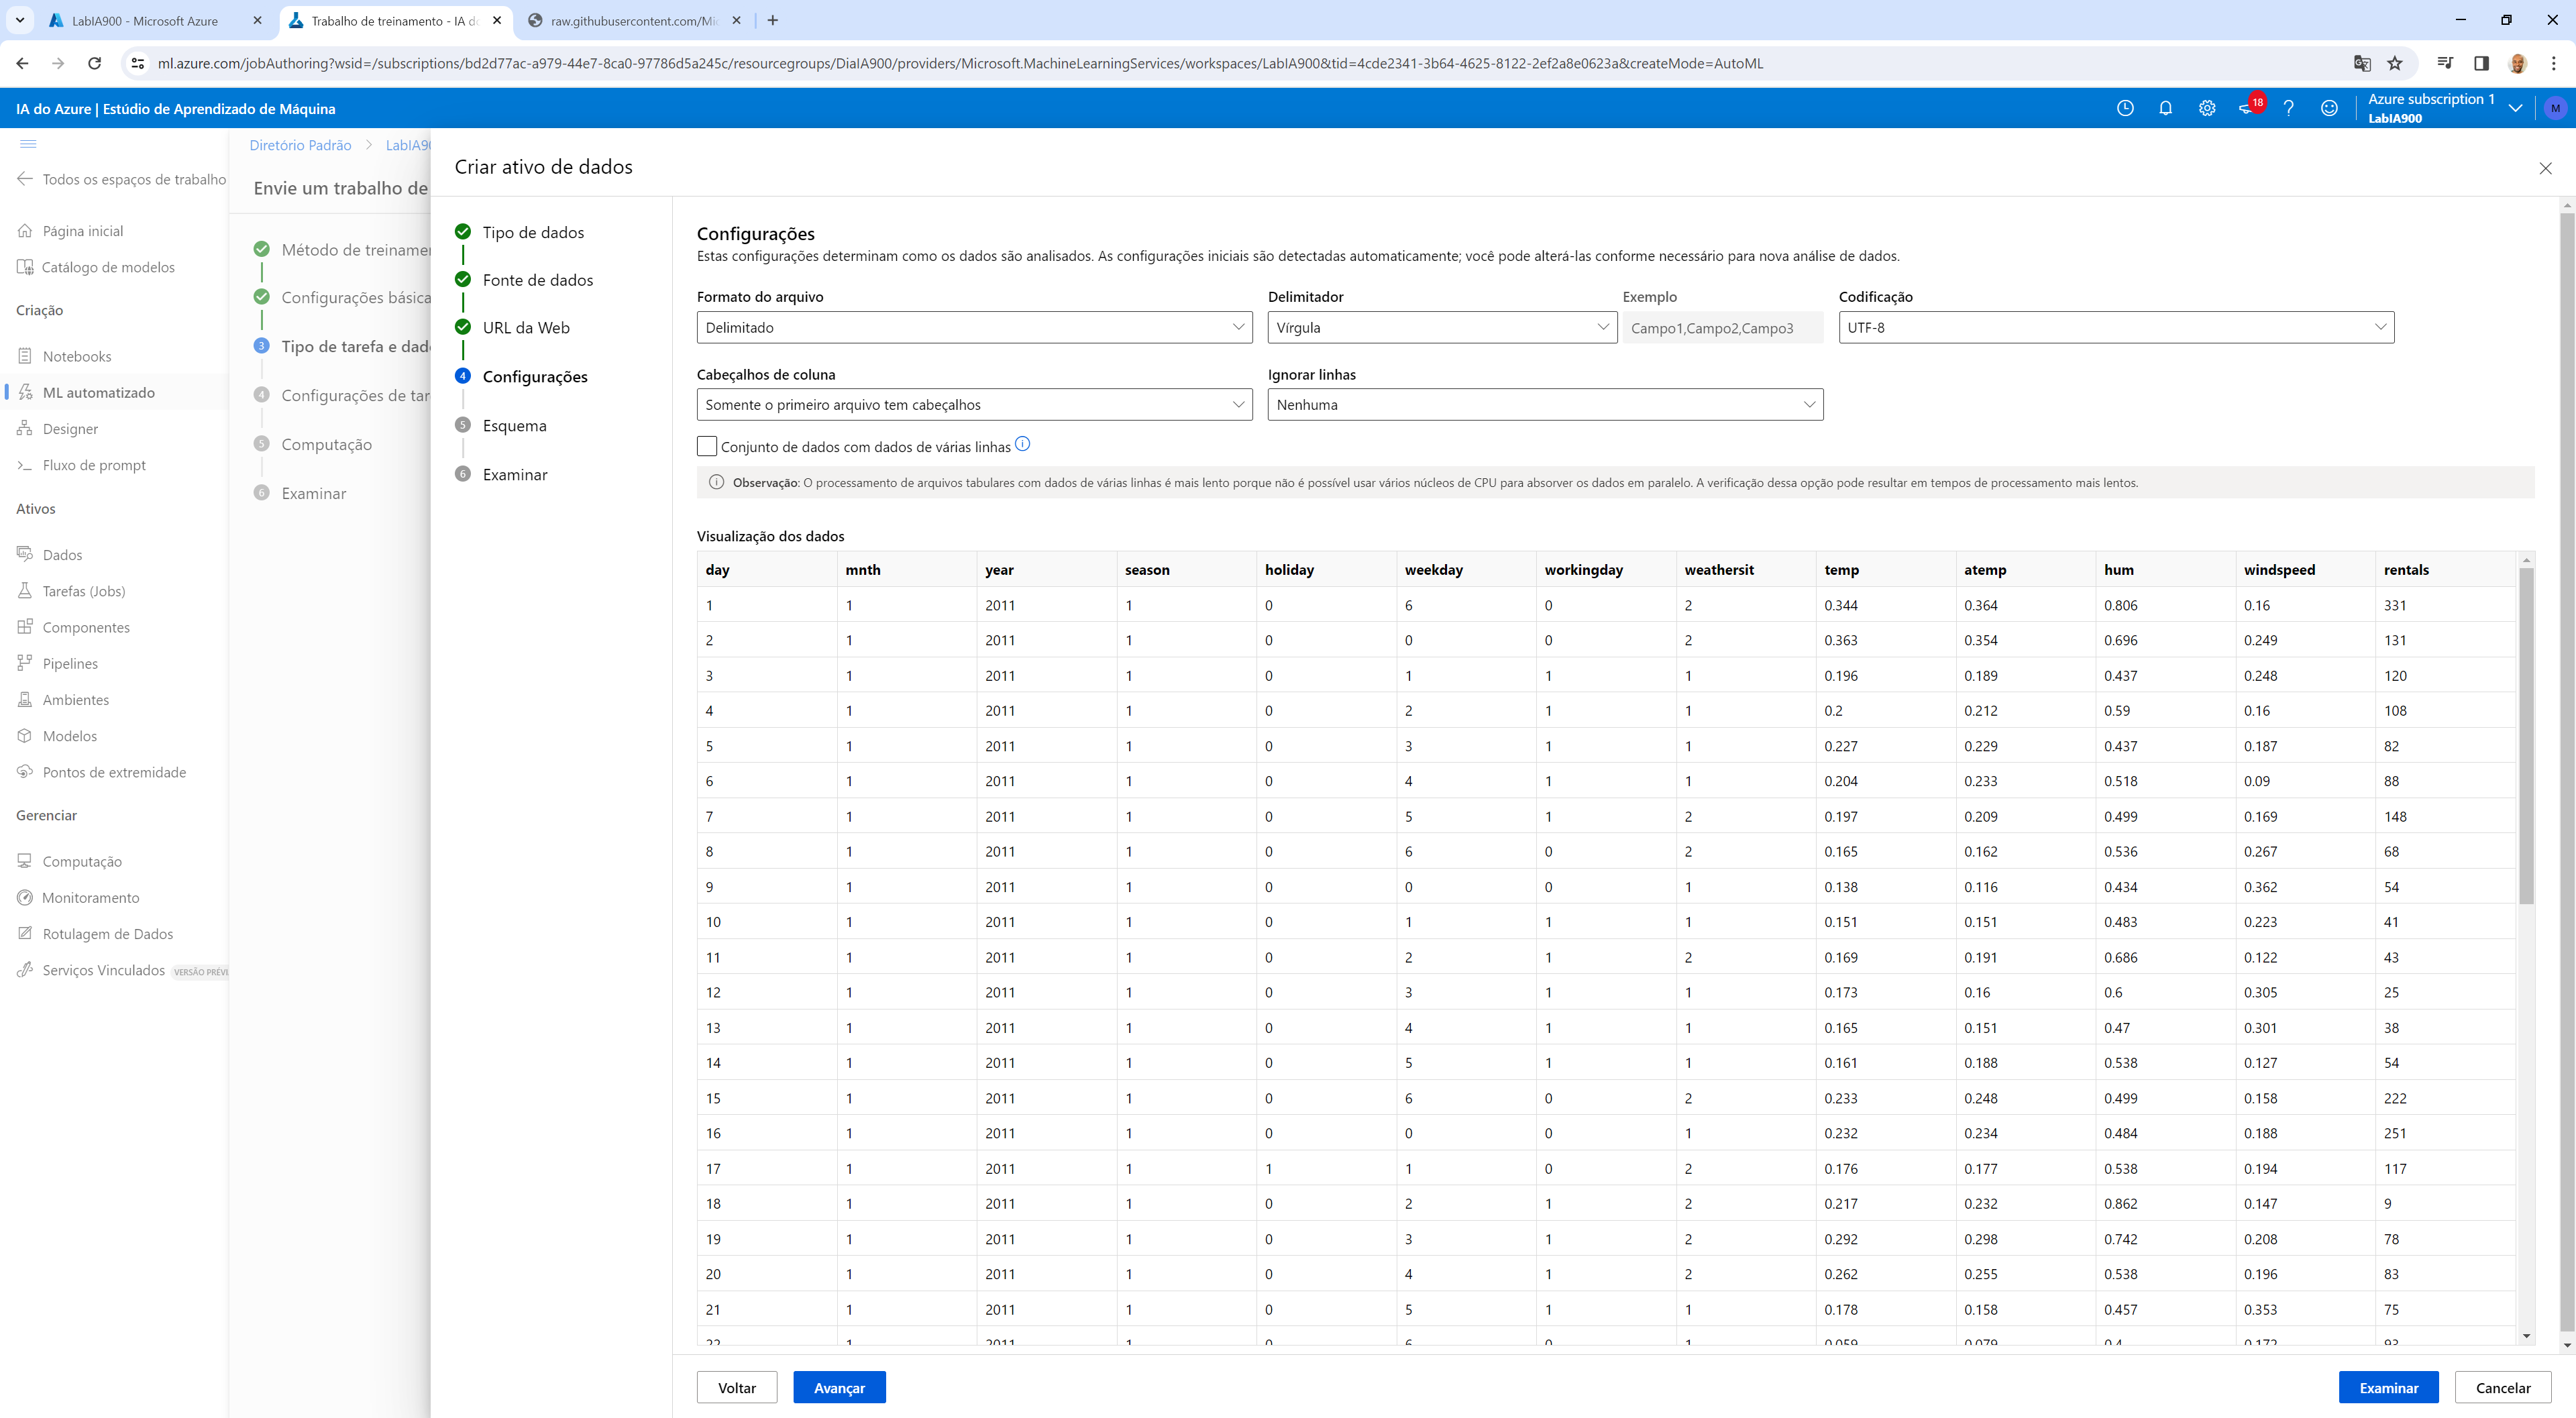 LabIA900 - Microsoft Azure
Trabalho de treinamento - IA do
raw.githubusercontent.com/Mi
ml.azure.com/jobAuthoring?wsid=/subscriptions/bd2d77ac-a979-44e7-8ca0-97786d5a245c/resourcegroups/DiaIA900/providers/Microsoft.MachineLearningServices/workspaces/LabIA900&tid=4cde2341-3b64-4625-8122-2ef2a8e0623a&createMode=AutoML
IA do Azure | Estúdio de Aprendizado de Máquina
18
Azure subscription 1
LabIA900
M
Todos os espaços de trabalho
Página inicial
Catálogo de modelos
Criação
Notebooks
ML automatizado
Designer
Fluxo de prompt
Ativos
Dados
Tarefas (Jobs)
Componentes
Pipelines
Ambientes
Modelos
Pontos de extremidade
Gerenciar
Computação
Monitoramento
Rotulagem de Dados
Serviços Vinculados VERSÃO PRÉVI
Diretório Padrão > LabIA90
Envie um trabalho de
Método de treinamen
Configurações básica
3 Tipo de tarefa e dado
4 Configurações de tar
5 Computação
6 Examinar
Criar ativo de dados
Tipo de dados
Fonte de dados
URL da Web
4 Configurações
5 Esquema
6 Examinar
Configurações
Estas configurações determinam como os dados são analisados. As configurações iniciais são detectadas automaticamente; você pode alterá-las conforme necessário para nova análise de dados.
Formato do arquivo Delimitador Exemplo Codificação
Delimitado Vírgula Campo1,Campo2,Campo3 UTF-8
Cabeçalhos de coluna Ignorar linhas
Somente o primeiro arquivo tem cabeçalhos Nenhuma
Conjunto de dados com dados de várias linhas
Observação: O processamento de arquivos tabulares com dados de várias linhas é mais lento porque não é possível usar vários núcleos de CPU para absorver os dados em paralelo. A verificação dessa opção pode resultar em tempos de processamento mais lentos.
Visualização dos dados
day mnth year season holiday weekday workingday weathersit temp atemp hum windspeed rentals
1 1 2011 1 0 6 0 2 0.344 0.364 0.806 0.16 331
2 1 2011 1 0 0 0 2 0.363 0.354 0.696 0.249 131
3 1 2011 1 0 1 1 1 0.196 0.189 0.437 0.248 120
4 1 2011 1 0 2 1 1 0.2 0.212 0.59 0.16 108
5 1 2011 1 0 3 1 1 0.227 0.229 0.437 0.187 82
6 1 2011 1 0 4 1 1 0.204 0.233 0.518 0.09 88
7 1 2011 1 0 5 1 2 0.197 0.209 0.499 0.169 148
8 1 2011 1 0 6 0 2 0.165 0.162 0.536 0.267 68
9 1 2011 1 0 0 0 1 0.138 0.116 0.434 0.362 54
10 1 2011 1 0 1 1 1 0.151 0.151 0.483 0.223 41
11 1 2011 1 0 2 1 2 0.169 0.191 0.686 0.122 43
12 1 2011 1 0 3 1 1 0.173 0.16 0.6 0.305 25
13 1 2011 1 0 4 1 1 0.165 0.151 0.47 0.301 38
14 1 2011 1 0 5 1 1 0.161 0.188 0.538 0.127 54
15 1 2011 1 0 6 0 2 0.233 0.248 0.499 0.158 222
16 1 2011 1 0 0 0 1 0.232 0.234 0.484 0.188 251
17 1 2011 1 1 1 0 2 0.176 0.177 0.538 0.194 117
18 1 2011 1 0 2 1 2 0.217 0.232 0.862 0.147 9
19 1 2011 1 0 3 1 2 0.292 0.298 0.742 0.208 78
20 1 2011 1 0 4 1 2 0.262 0.255 0.538 0.196 83
21 1 2011 1 0 5 1 1 0.178 0.158 0.457 0.353 75
22 1 2011 1 0 6 0 1 0.059 0.079 0.4 0.172 93
Voltar Avançar Examinar Cancelar